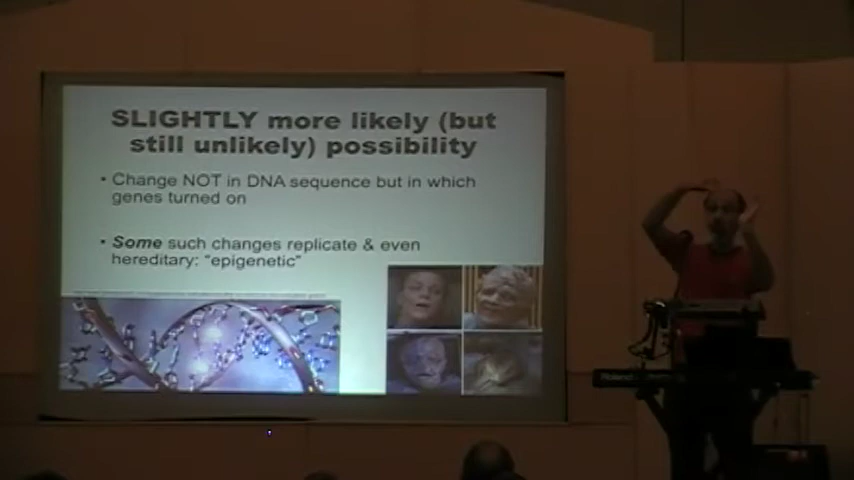 SLIGHTLY more likely (but
still unlikely) possibility
• Change NOT in DNA sequence but in which
genes turned on
• Some such changes replicate & even
hereditary: "epigenetic"
Roland